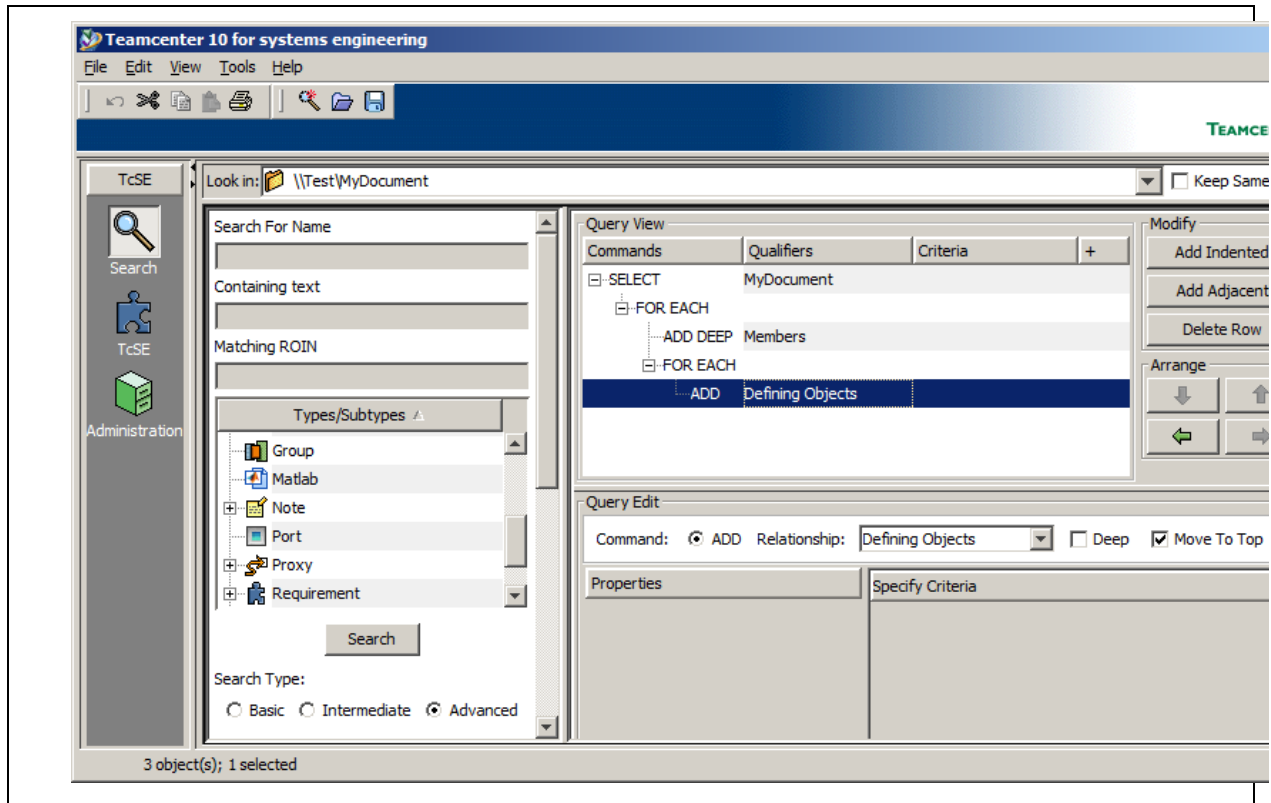 Teamcenter 10 for systems engineering
File Edit View Tools Help
TEAMCE
TcSE
Look in: \\Test\MyDocument
Keep Same
Search
TcSE
Administration
Search For Name
Containing text
Matching ROIN
Types/Subtypes
Group
Matlab
Note
Port
Proxy
Requirement
Search
Search Type:
Basic Intermediate Advanced
Query View
Commands Qualifiers Criteria +
SELECT MyDocument
FOR EACH
ADD DEEP Members
FOR EACH
ADD Defining Objects
Modify
Add Indented
Add Adjacent
Delete Row
Arrange
Query Edit
Command: ADD Relationship: Defining Objects Deep Move To Top
Properties Specify Criteria
3 object(s); 1 selected